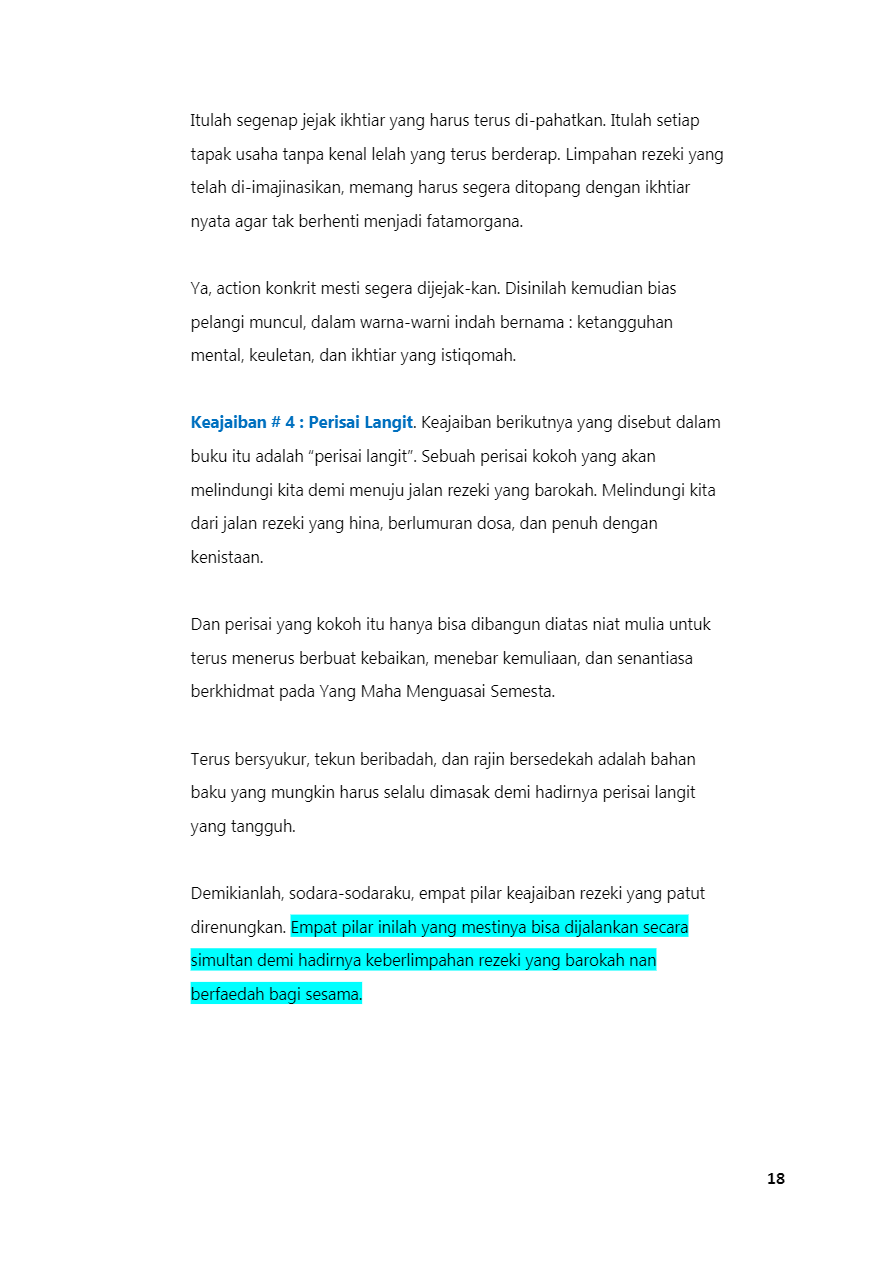 Itulah segenap jejak ikhtiar yang harus terus di-pahatkan. Itulah setiap
tapak usaha tanpa kenal lelah yang terus berderap. Limpahan rezeki yang
telah di-imajinasikan, memang harus segera ditopang dengan ikhtiar
nyata agar tak berhenti menjadi fatamorgana.
Ya, action konkrit mesti segera dijejak-kan. Disinilah kemudian bias
pelangi muncul, dalam warna-warni indah bernama : ketangguhan
mental, keuletan, dan ikhtiar yang istiqomah.
Keajaiban # 4 : Perisai Langit. Keajaiban berikutnya yang disebut dalam
buku itu adalah “perisai langit”. Sebuah perisai kokoh yang akan
melindungi kita demi menuju jalan rezeki yang barokah. Melindungi kita
dari jalan rezeki yang hina, berlumuran dosa, dan penuh dengan
kenistaan.
Dan perisai yang kokoh itu hanya bisa dibangun diatas niat mulia untuk
terus menerus berbuat kebaikan, menebar kemuliaan, dan senantiasa
berkhidmat pada Yang Maha Menguasai Semesta.
Terus bersyukur, tekun beribadah, dan rajin bersedekah adalah bahan
baku yang mungkin harus selalu dimasak demi hadirnya perisai langit
yang tangguh.
Demikianlah, sodara-sodaraku, empat pilar keajaiban rezeki yang patut
direnungkan. Empat pilar inilah yang mestinya bisa dijalankan secara
simultan demi hadirnya keberlimpahan rezeki yang barokah nan
berfaedah bagi sesama.
18